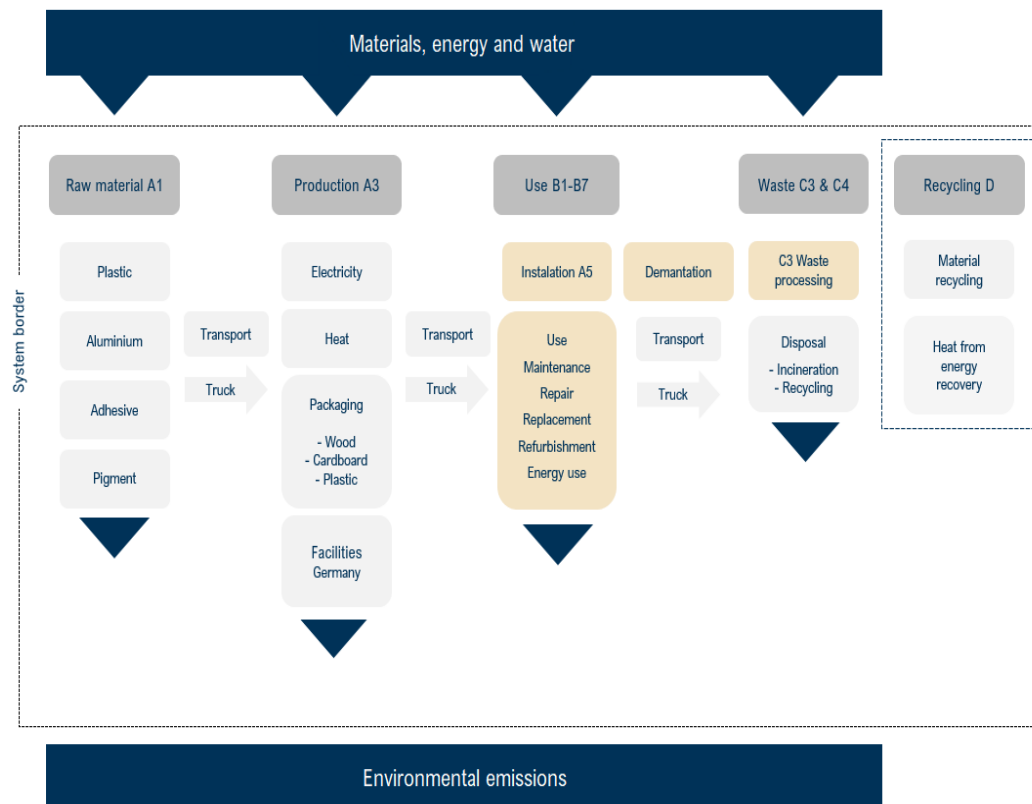 Materials, energy and water
System border
Raw material A1
Plastic
Aluminium
Adhesive
Pigment
Transport
Truck
Production A3
Electricity
Heat
Packaging
- Wood
- Cardboard
- Plastic
Facilities
Germany
Transport
Truck
Use B1-B7
Instalation A5
Use
Maintenance
Repair
Replacement
Refurbishment
Energy use
Demantation
Transport
Truck
Waste C3 & C4
C3 Waste
processing
Disposal
- Incineration
- Recycling
Recycling D
Material
recycling
Heat from
energy
recovery
Environmental emissions